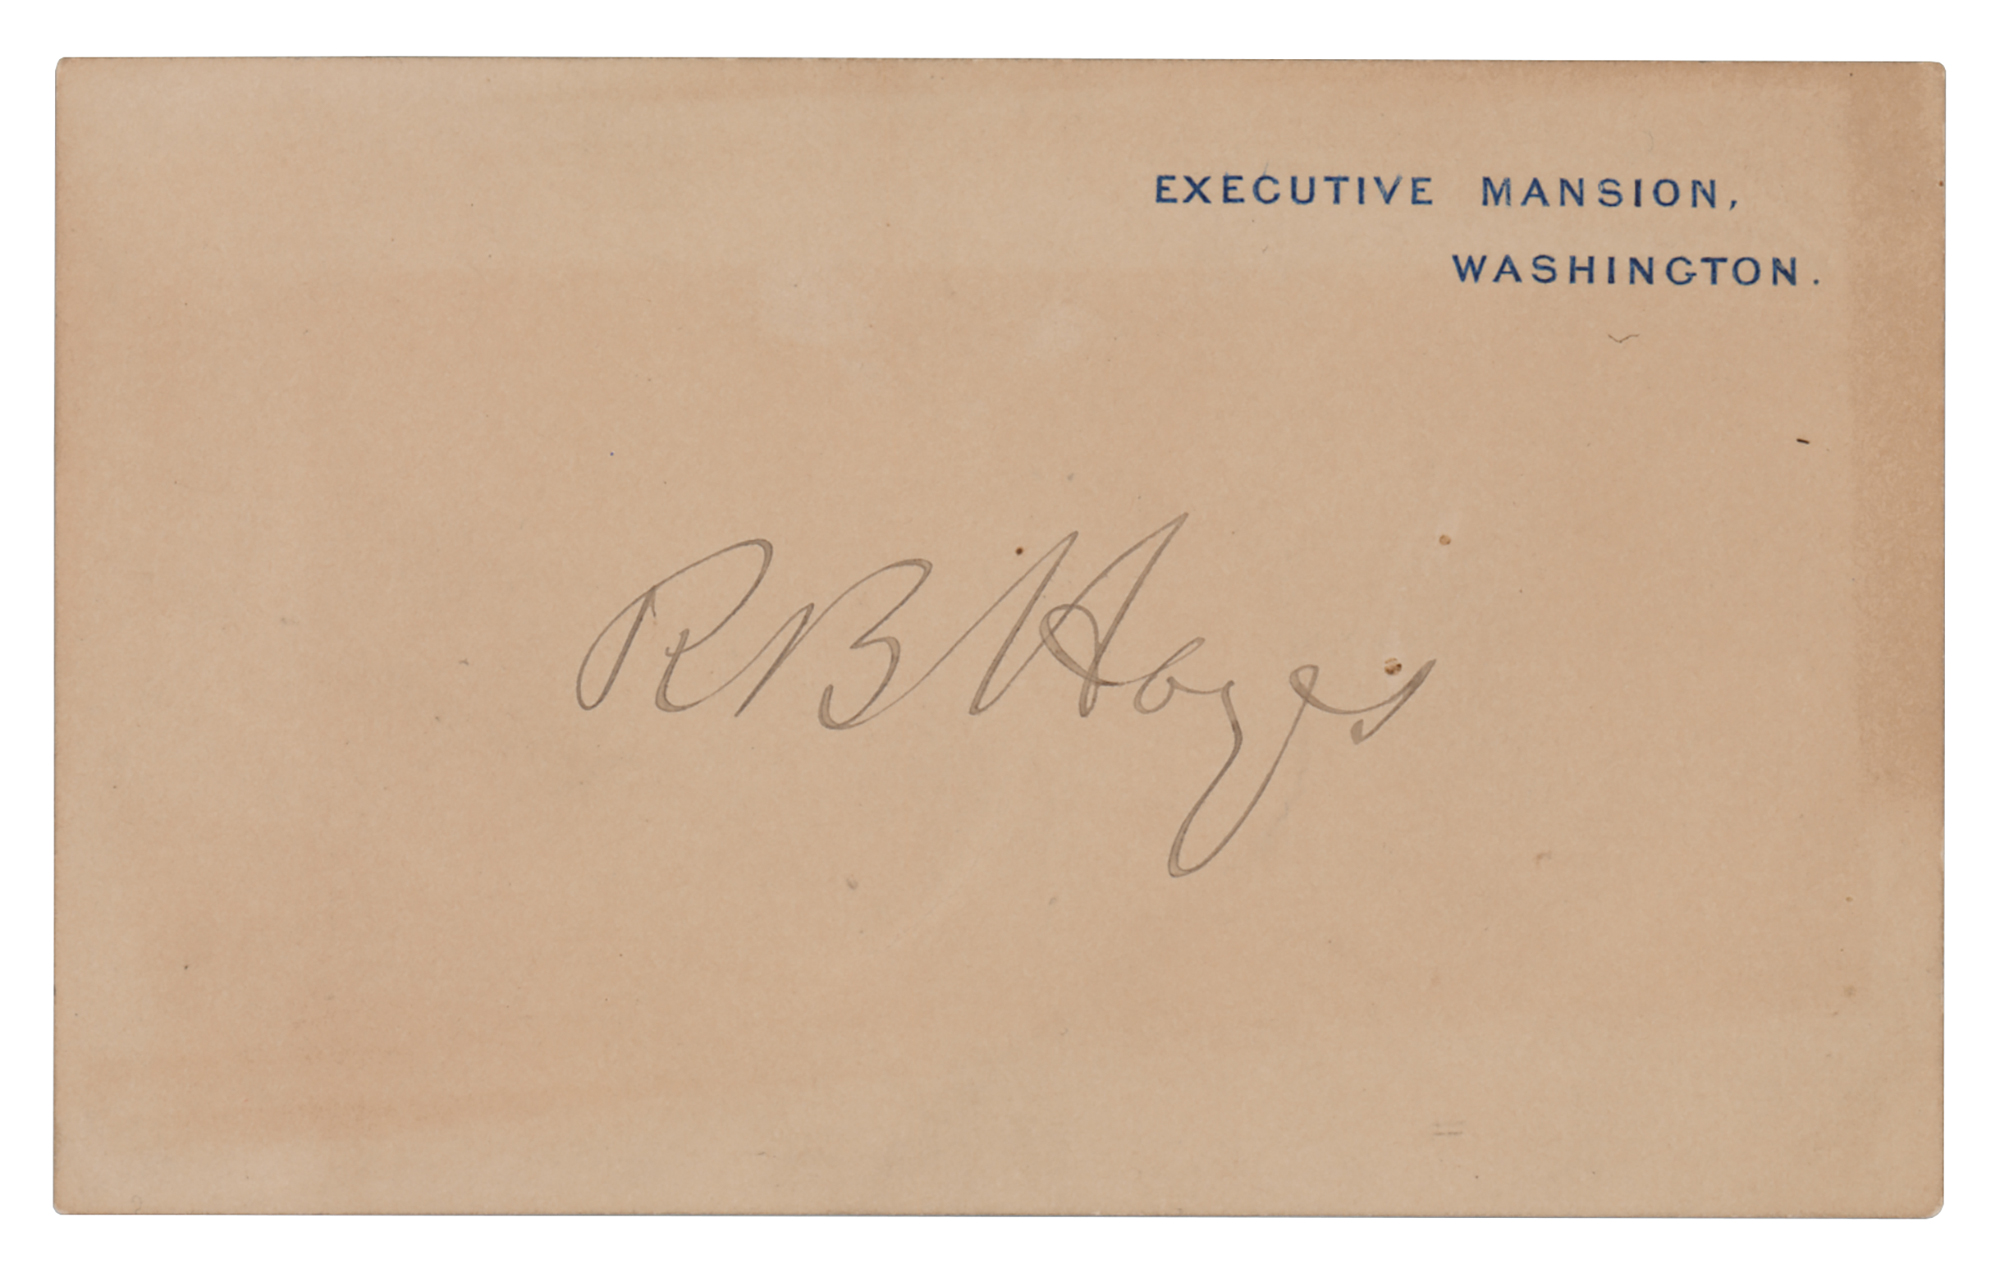 EXECUTIVE MANSION,
WASHINGTON.
R B Hayes